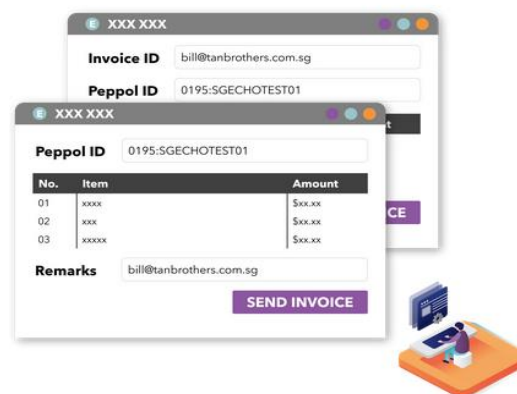 E XXX XXX
Invoice ID bill@tanbrothers.com.sg
Peppol ID 0195:SGECHOTEST01
t
CE
E XXX XXX
Peppol ID 0195:SGECHOTEST01
No. Item Amount
01 xxxx $xx.xx
02 xxx $xx.xx
03 xxxxx $xx.xx
Remarks bill@tanbrothers.com.sg
SEND INVOICE